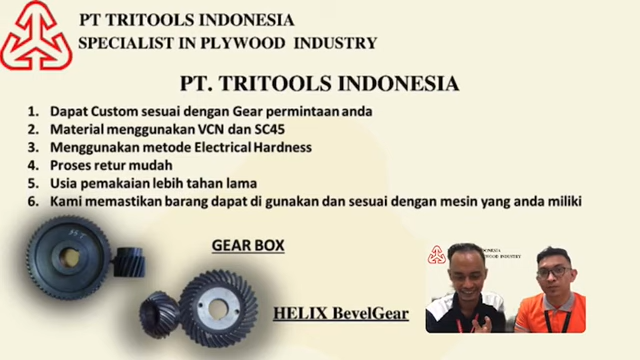 PT TRITOOLS INDONESIA
SPECIALIST IN PLYWOOD INDUSTRY
PT. TRITOOLS INDONESIA
1. Dapat Custom sesuai dengan Gear permintaan anda
2. Material menggunakan VCN dan SC45
3. Menggunakan metode Electrical Hardness
4. Proses retur mudah
5. Usia pemakaian lebih tahan lama
6. Kami memastikan barang dapat di gunakan dan sesuai dengan mesin yang anda miliki
GEAR BOX
HELIX BevelGear
INDONESIA
INDUSTRY